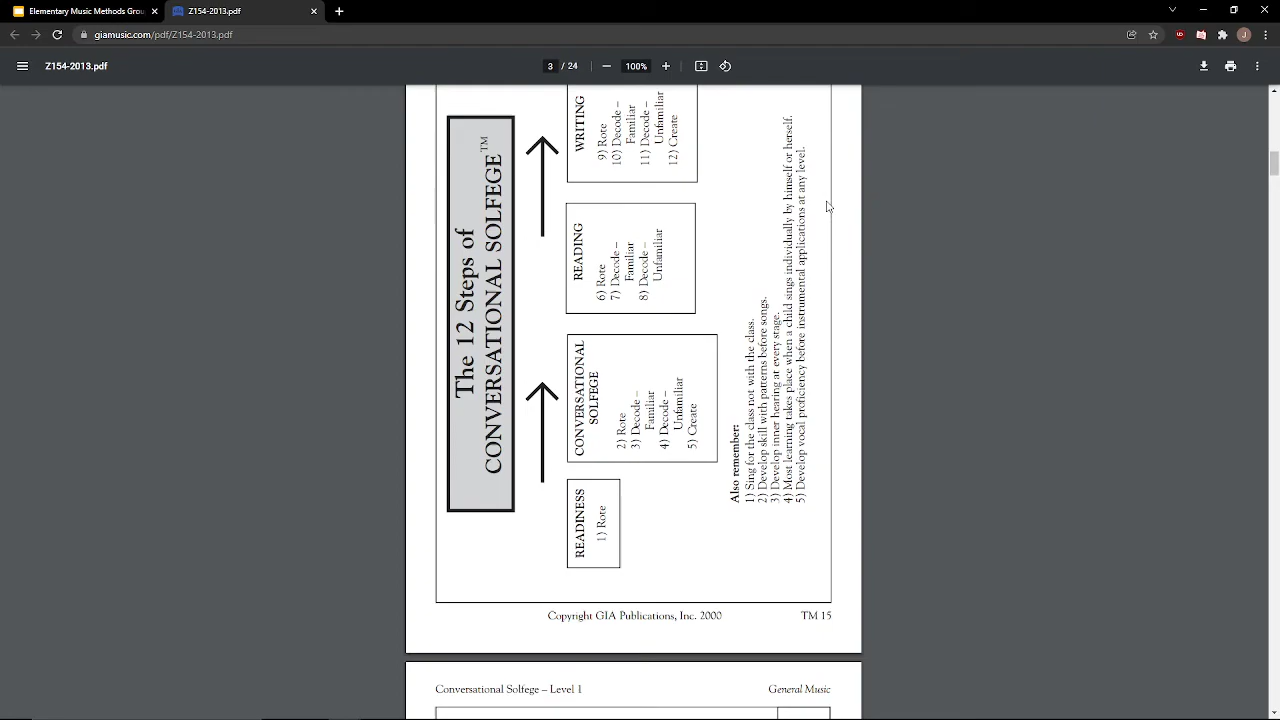 Elementary Music Methods Grou
Z154-2013.pdf
giamusic.com/pdf/Z154-2013.pdf
J
Z154-2013.pdf
3 / 24
100%
The 12 Steps of
CONVERSATIONAL SOLFEGE™
READINESS
1) Rote
CONVERSATIONAL
SOLFEGE
2) Rote
3) Decode –
Familiar
4) Decode –
Unfamiliar
5) Create
READING
6) Rote
7) Decode –
Familiar
8) Decode –
Unfamiliar
WRITING
9) Rote
10) Decode –
Familiar
11) Decode –
Unfamiliar
12) Create
Also remember:
1) Sing for the class not with the class.
2) Develop skill with patterns before songs.
3) Develop inner hearing at every stage.
4) Most learning takes place when a child sings individually by himself or herself.
5) Develop vocal proficiency before instrumental applications at any level.
Copyright GIA Publications, Inc. 2000
TM 15
Conversational Solfege – Level 1
General Music